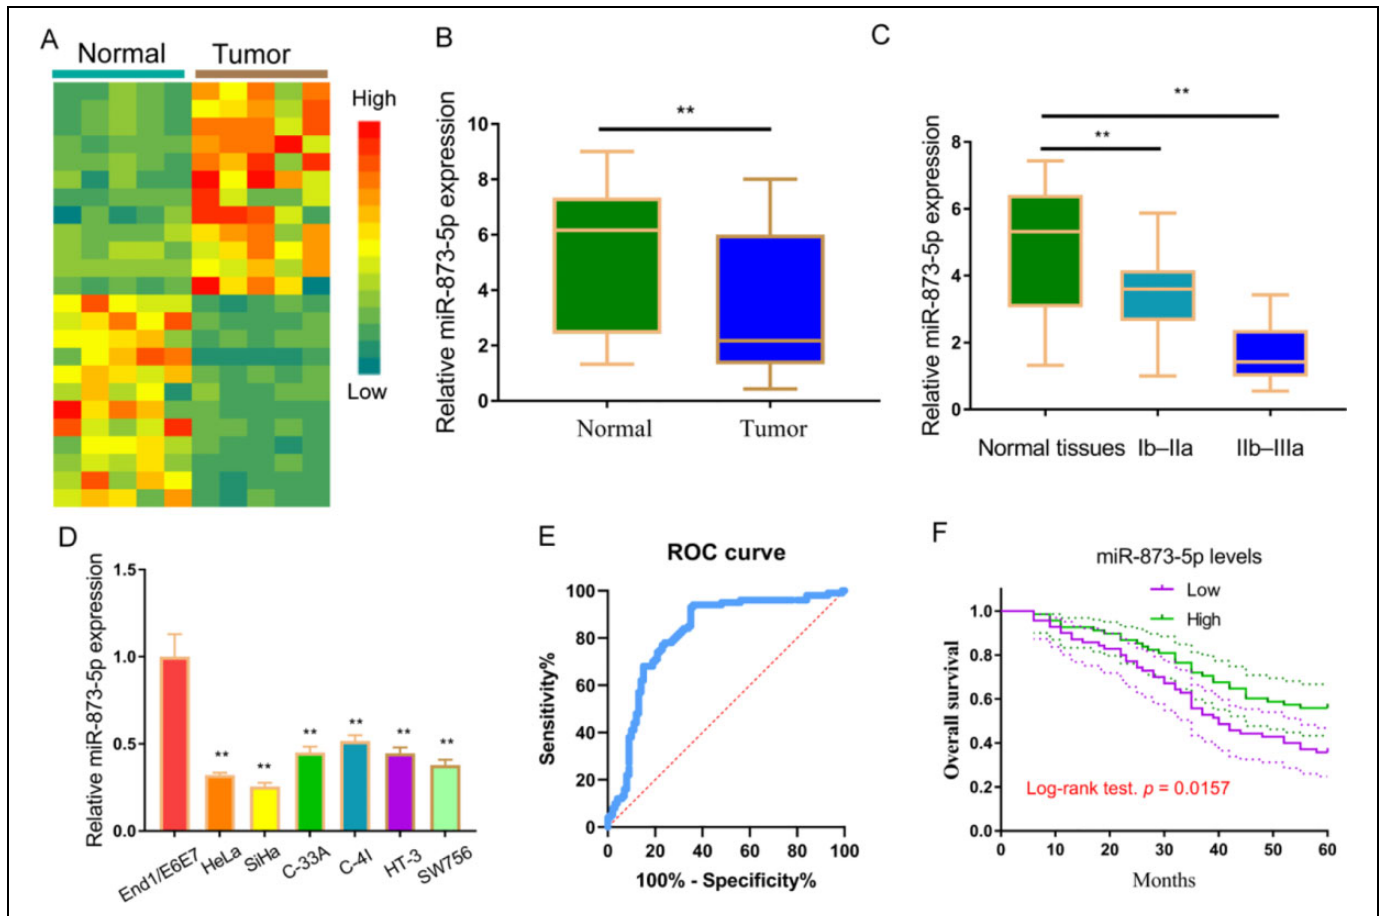 A
Normal Tumor
High
Low
B
Relative miR-873-5p expression
**
10
8
6
4
2
0
Normal Tumor
C
Relative miR-873-5p expression
**
**
8
6
4
2
0
Normal tissues Ib–IIa IIb–IIIa
D
Relative miR-873-5p expression
1.5
1.0
0.5
0.0
** ** ** ** ** **
End1/E6E7 HeLa SiHa C-33A C-4I HT-3 SW756
E
ROC curve
Sensitivity%
100
80
60
40
20
0
0 20 40 60 80 100
100% - Specificity%
F
miR-873-5p levels
Low
High
Overall survival
1.0
0.8
0.6
0.4
0.2
0.0
Log-rank test. p = 0.0157
0 10 20 30 40 50 60
Months